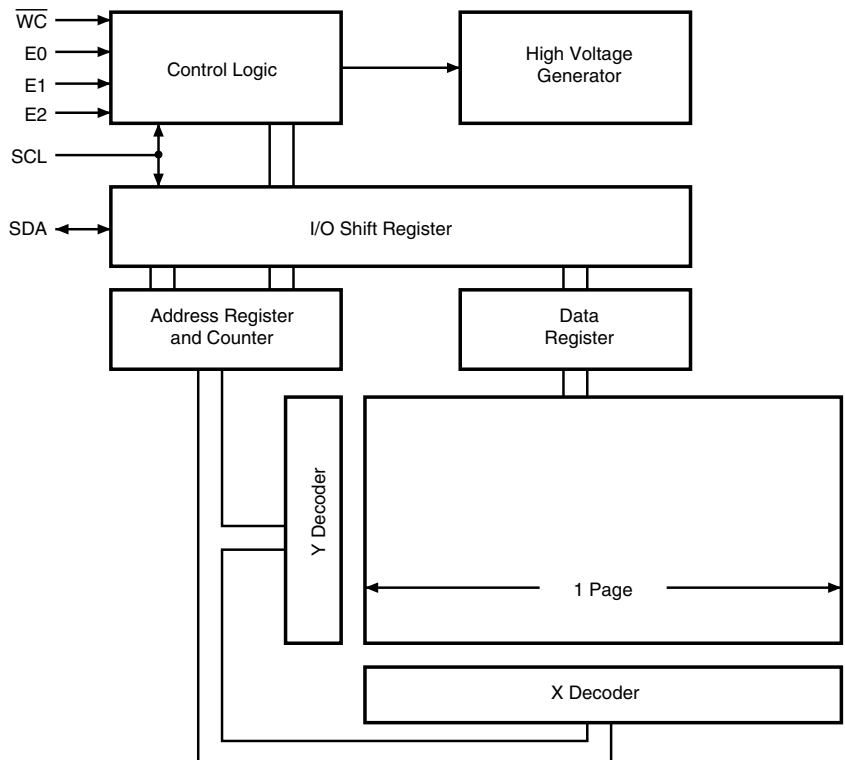 W̅C̅
E0
E1
E2
SCL
SDA
Control Logic
High Voltage
Generator
I/O Shift Register
Address Register
and Counter
Data
Register
Y Decoder
1 Page
X Decoder